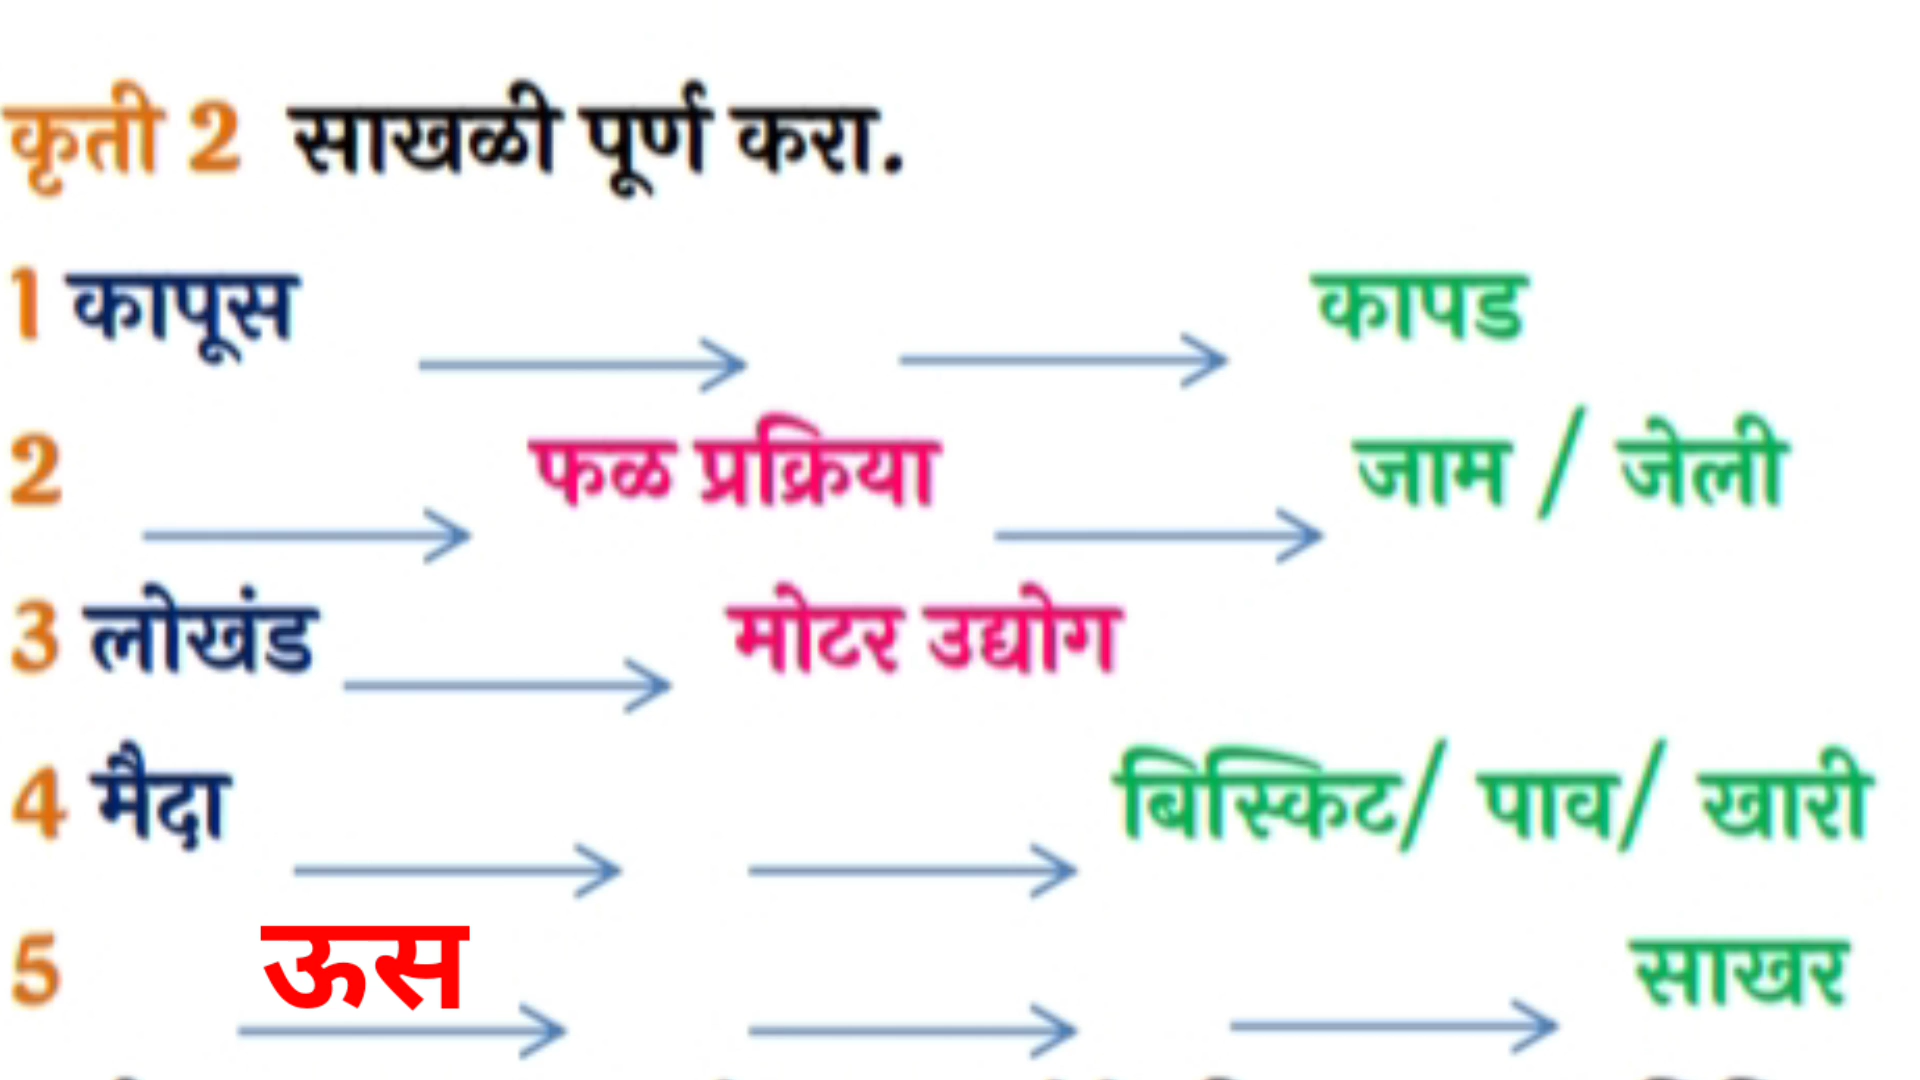 कृती 2 साखळी पूर्ण करा.
1 कापूस → → कापड
2 → फळ प्रक्रिया → जाम / जेली
3 लोखंड → मोटर उद्योग
4 मैदा → → बिस्किट/ पाव/ खारी
5 ऊस → → → साखर